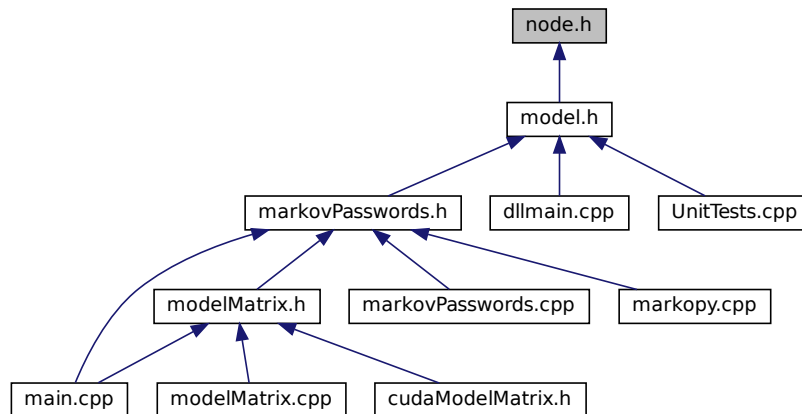 node.h
model.h
markovPasswords.h
dllmain.cpp
UnitTests.cpp
modelMatrix.h
markovPasswords.cpp
markopy.cpp
main.cpp
modelMatrix.cpp
cudaModelMatrix.h